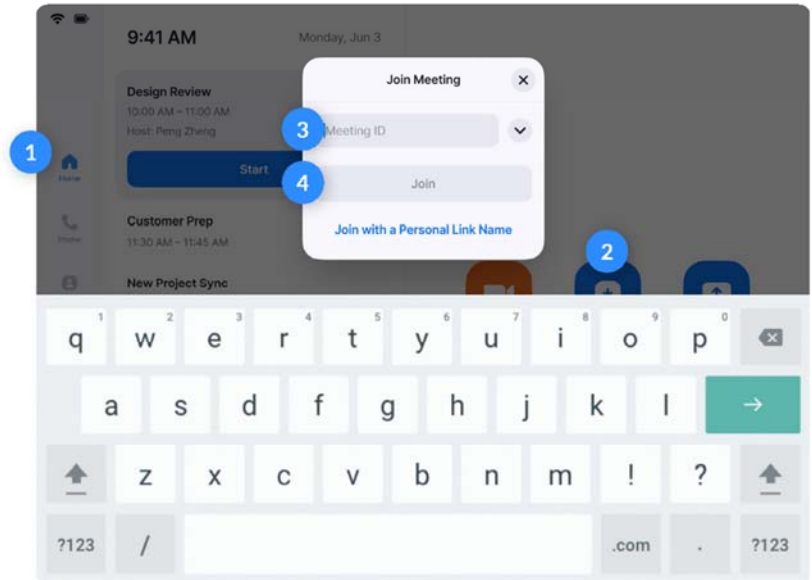 9:41 AM
Monday, Jun 3
Design Review
10:00 AM – 11:00 AM
Host: Peng Zheng
Start
Customer Prep
11:30 AM – 11:45 AM
New Project Sync
1
Home
Phone
Join Meeting
3
Meeting ID
4
Join
Join with a Personal Link Name
2
q 1 w 2 e 3 r 4 t 5 y 6 u 7 i 8 o 9 p 0
a s d f g h j k l
z x c v b n m ! ?
?123 / .com . ?123